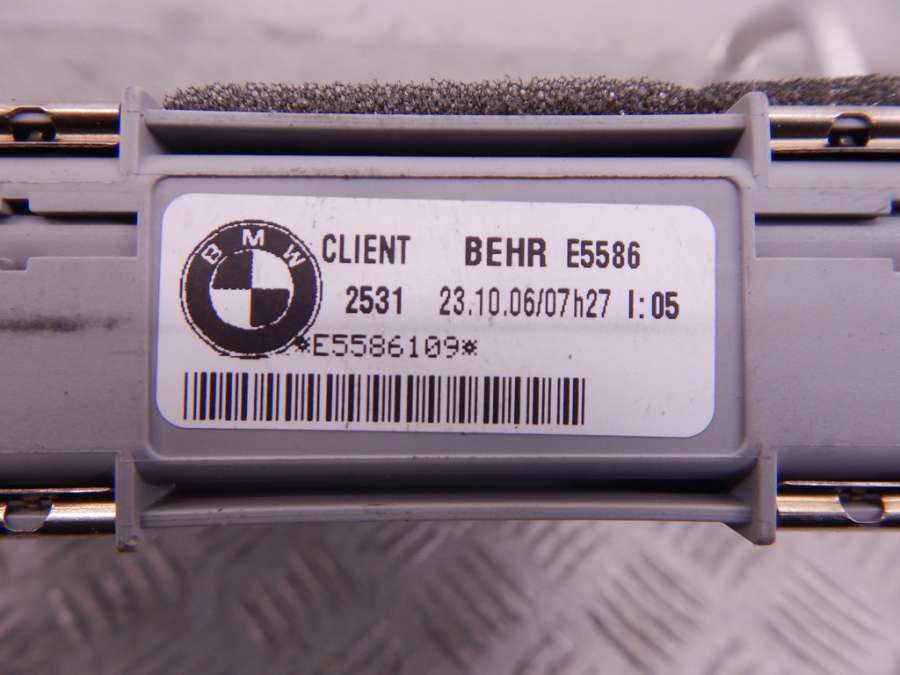 BMW
CLIENT BEHR E5586
2531 23.10.06/07h27 I:05
*E5586109*